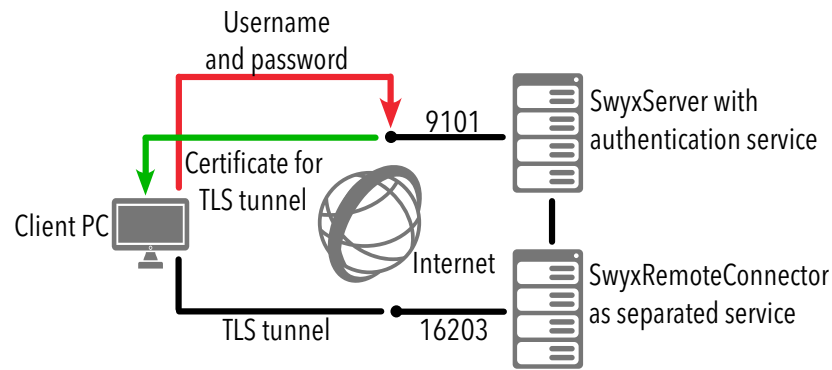 Username
and password
9101
SwyxServer with
authentication service
Certificate for
TLS tunnel
Client PC
Internet
SwyxRemoteConnector
as separated service
TLS tunnel
16203